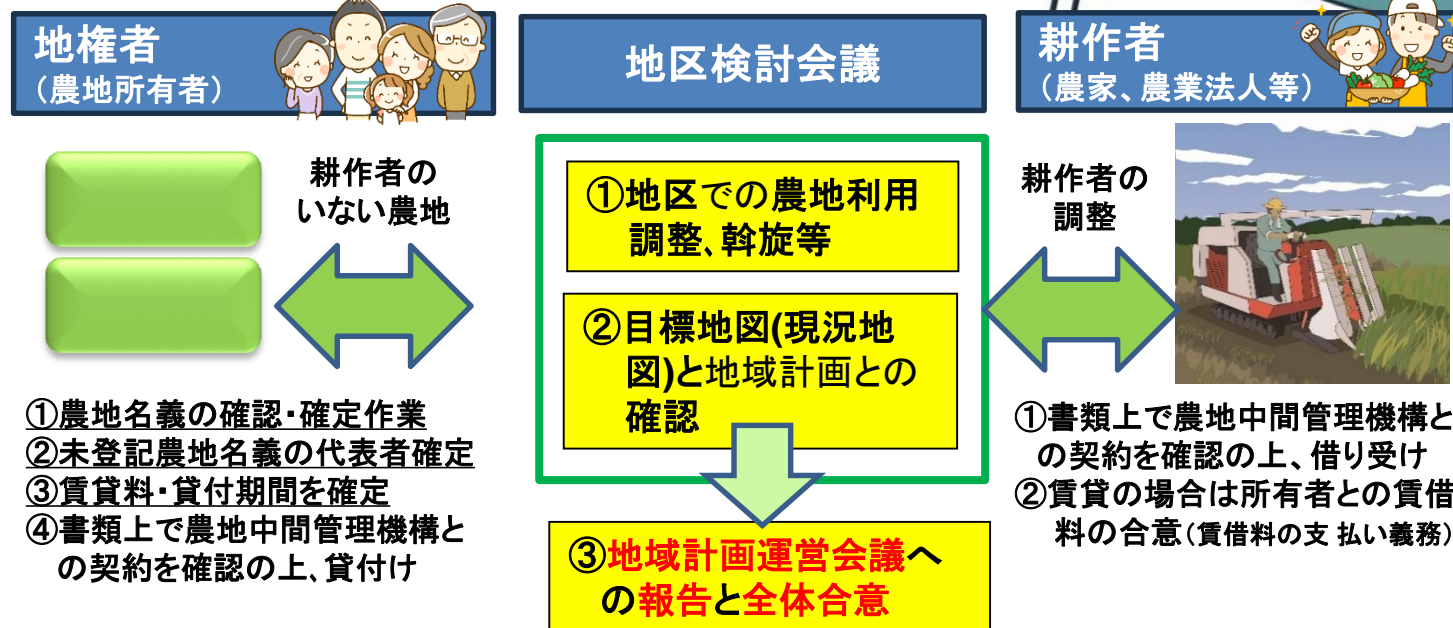 地権者
（農地所有者）
地区検討会議
耕作者
（農家、農業法人等）
耕作者の
いない農地
①地区での農地利用
調整、斡旋等
②目標地図(現況地
図)と地域計画との
確認
耕作者の
調整
①農地名義の確認・確定作業
②未登記農地名義の代表者確定
③賃貸料・貸付期間を確定
④書類上で農地中間管理機構と
の契約を確認の上、貸付け
③地域計画運営会議へ
の報告と全体合意
①書類上で農地中間管理機構と
の契約を確認の上、借り受け
②賃貸の場合は所有者との賃借
料の合意（賃借料の支 払い義務）